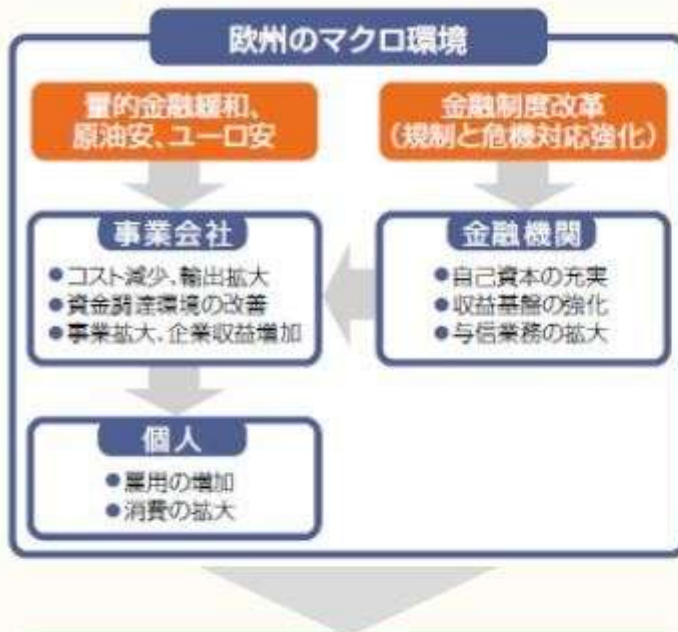 欧州のマクロ環境
量的金融緩和、
原油安、ユーロ安
金融制度改革
(規制と危機対応強化)
事業会社
●コスト減少、輸出拡大
●資金調達環境の改善
●事業拡大、企業収益増加
金融機関
●自己資本の充実
●収益基盤の強化
●与信業務の拡大
個人
●雇用の増加
●消費の拡大